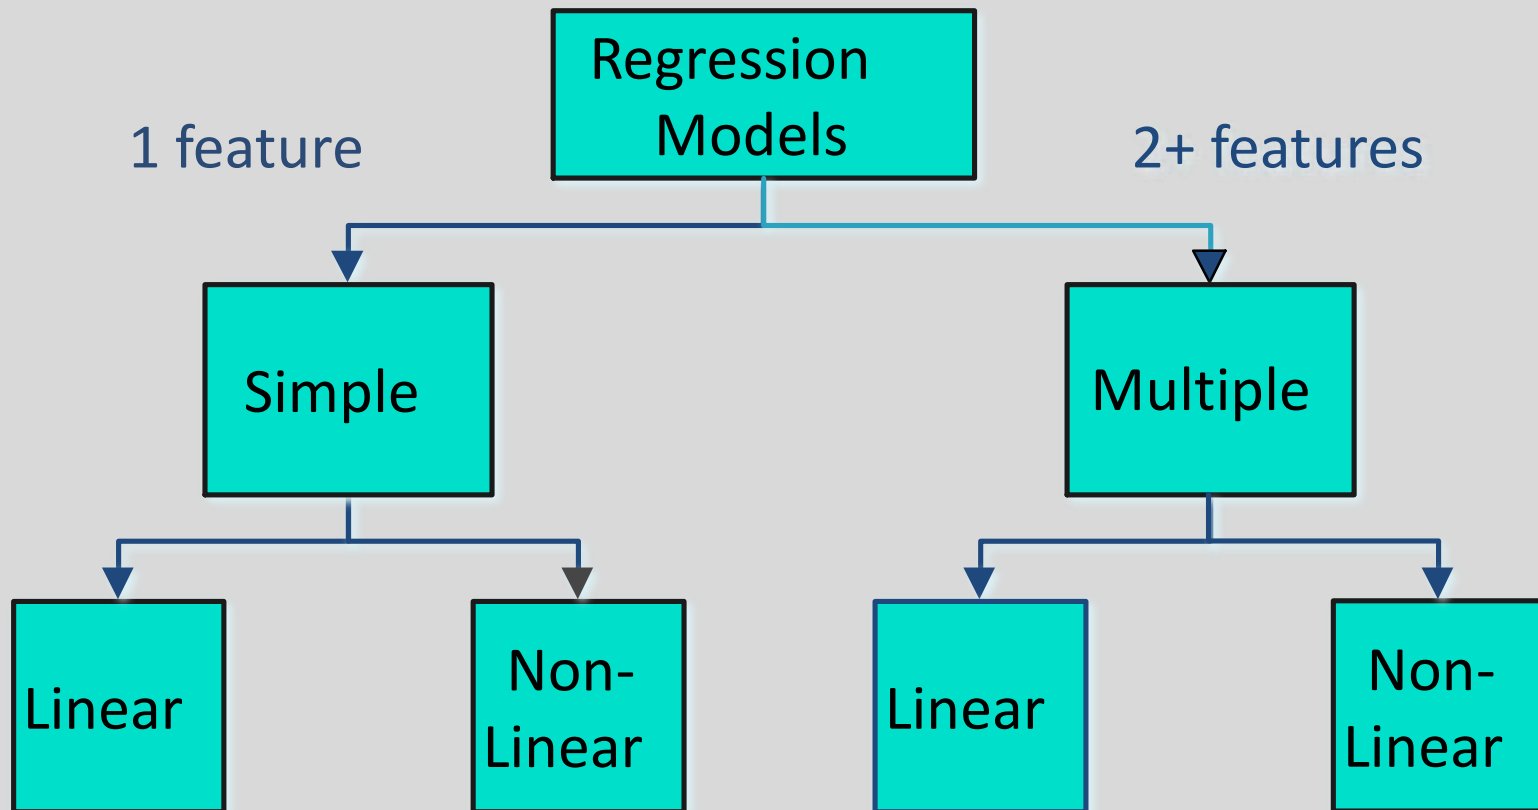 Regression
Models
1 feature
2+ features
Simple
Multiple
Linear
Non-
Linear
Linear
Non-
Linear